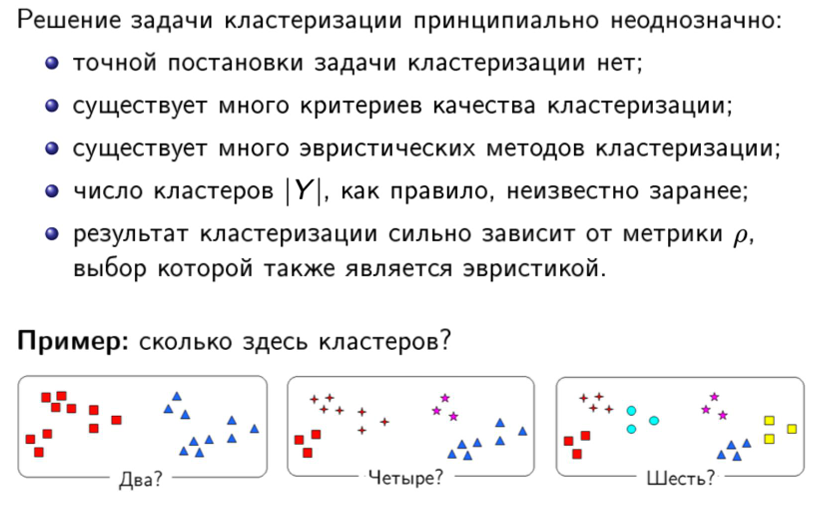 Решение задачи кластеризации принципиально неоднозначно:
точной постановки задачи кластеризации нет;
существует много критериев качества кластеризации;
существует много эвристических методов кластеризации;
число кластеров |Y|, как правило, неизвестно заранее;
результат кластеризации сильно зависит от метрики ρ,
выбор которой также является эвристикой.
Пример: сколько здесь кластеров?
Два?
Четыре?
Шесть?